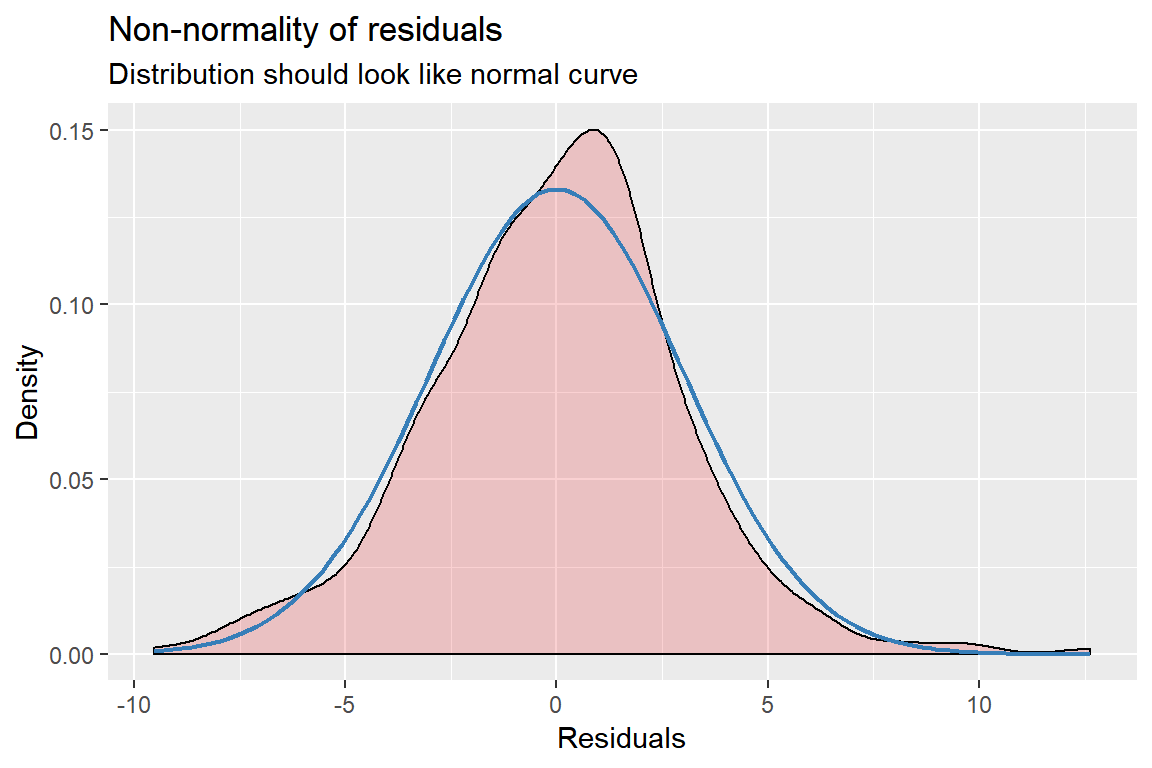 Non-normality of residuals
Distribution should look like normal curve
0.15
0.10
0.05
0.00
Density
-10
-5
0
5
10
Residuals